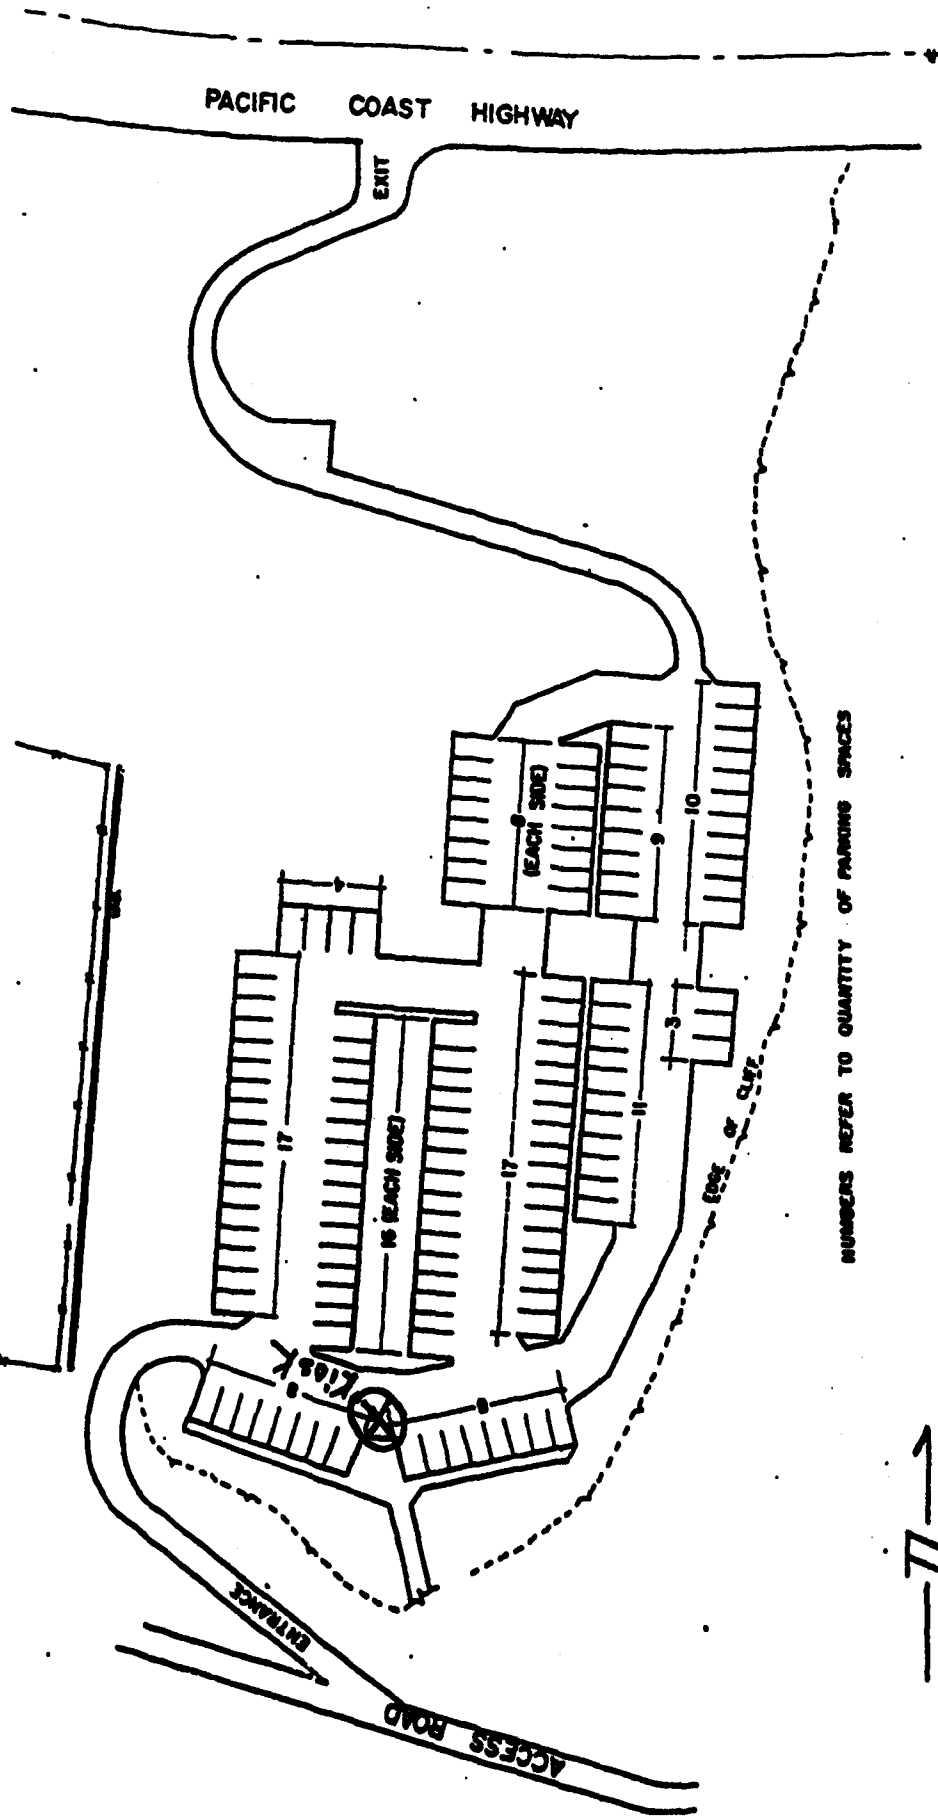 PACIFIC COAST HIGHWAY
EXIT
8
(EACH SIDE)
9
10
4
3
17
16 (EACH SIDE)
17
11
EDGE OF CLIFF
8
8
ENTRANCE
ACCESS ROAD
NUMBERS REFER TO QUANTITY OF PARKING SPACES